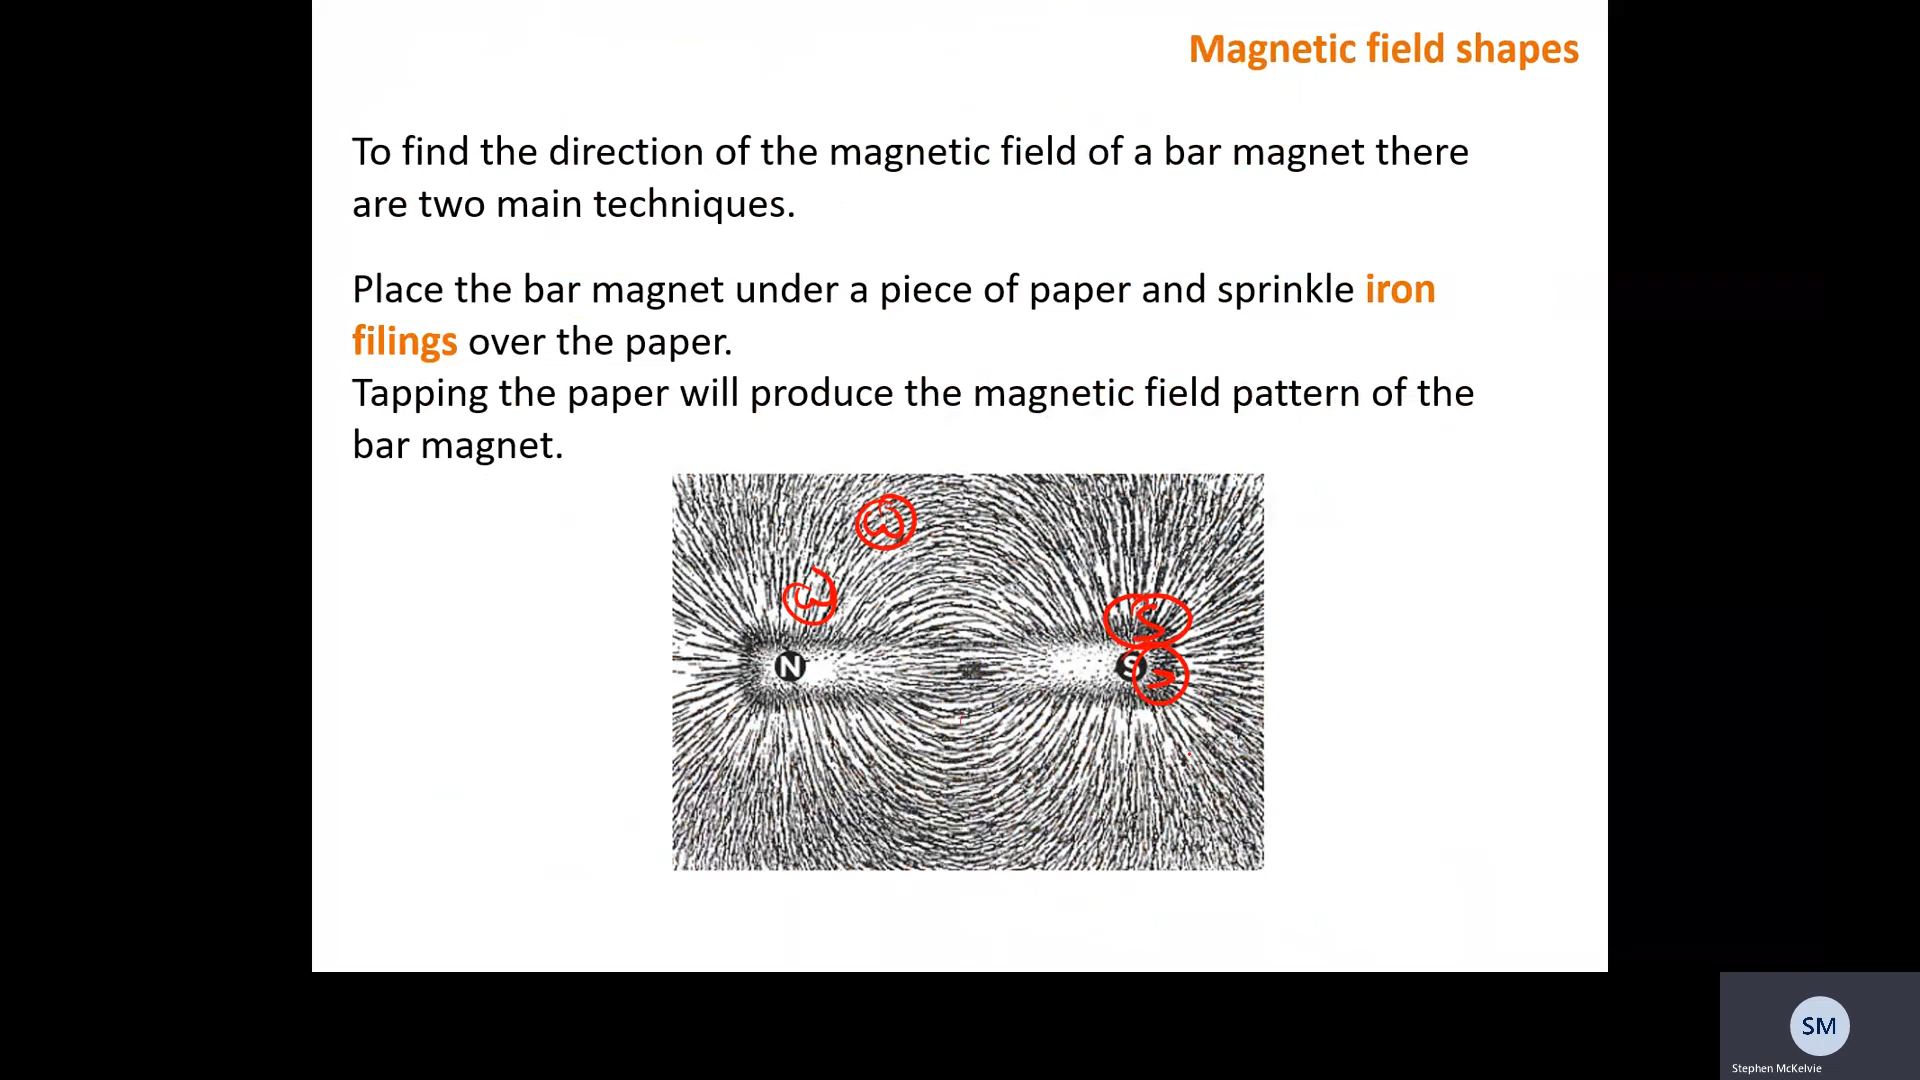 Magnetic field shapes
To find the direction of the magnetic field of a bar magnet there
are two main techniques.
Place the bar magnet under a piece of paper and sprinkle iron
filings over the paper.
Tapping the paper will produce the magnetic field pattern of the
bar magnet.
N
S
SM
Stephen McKelvie